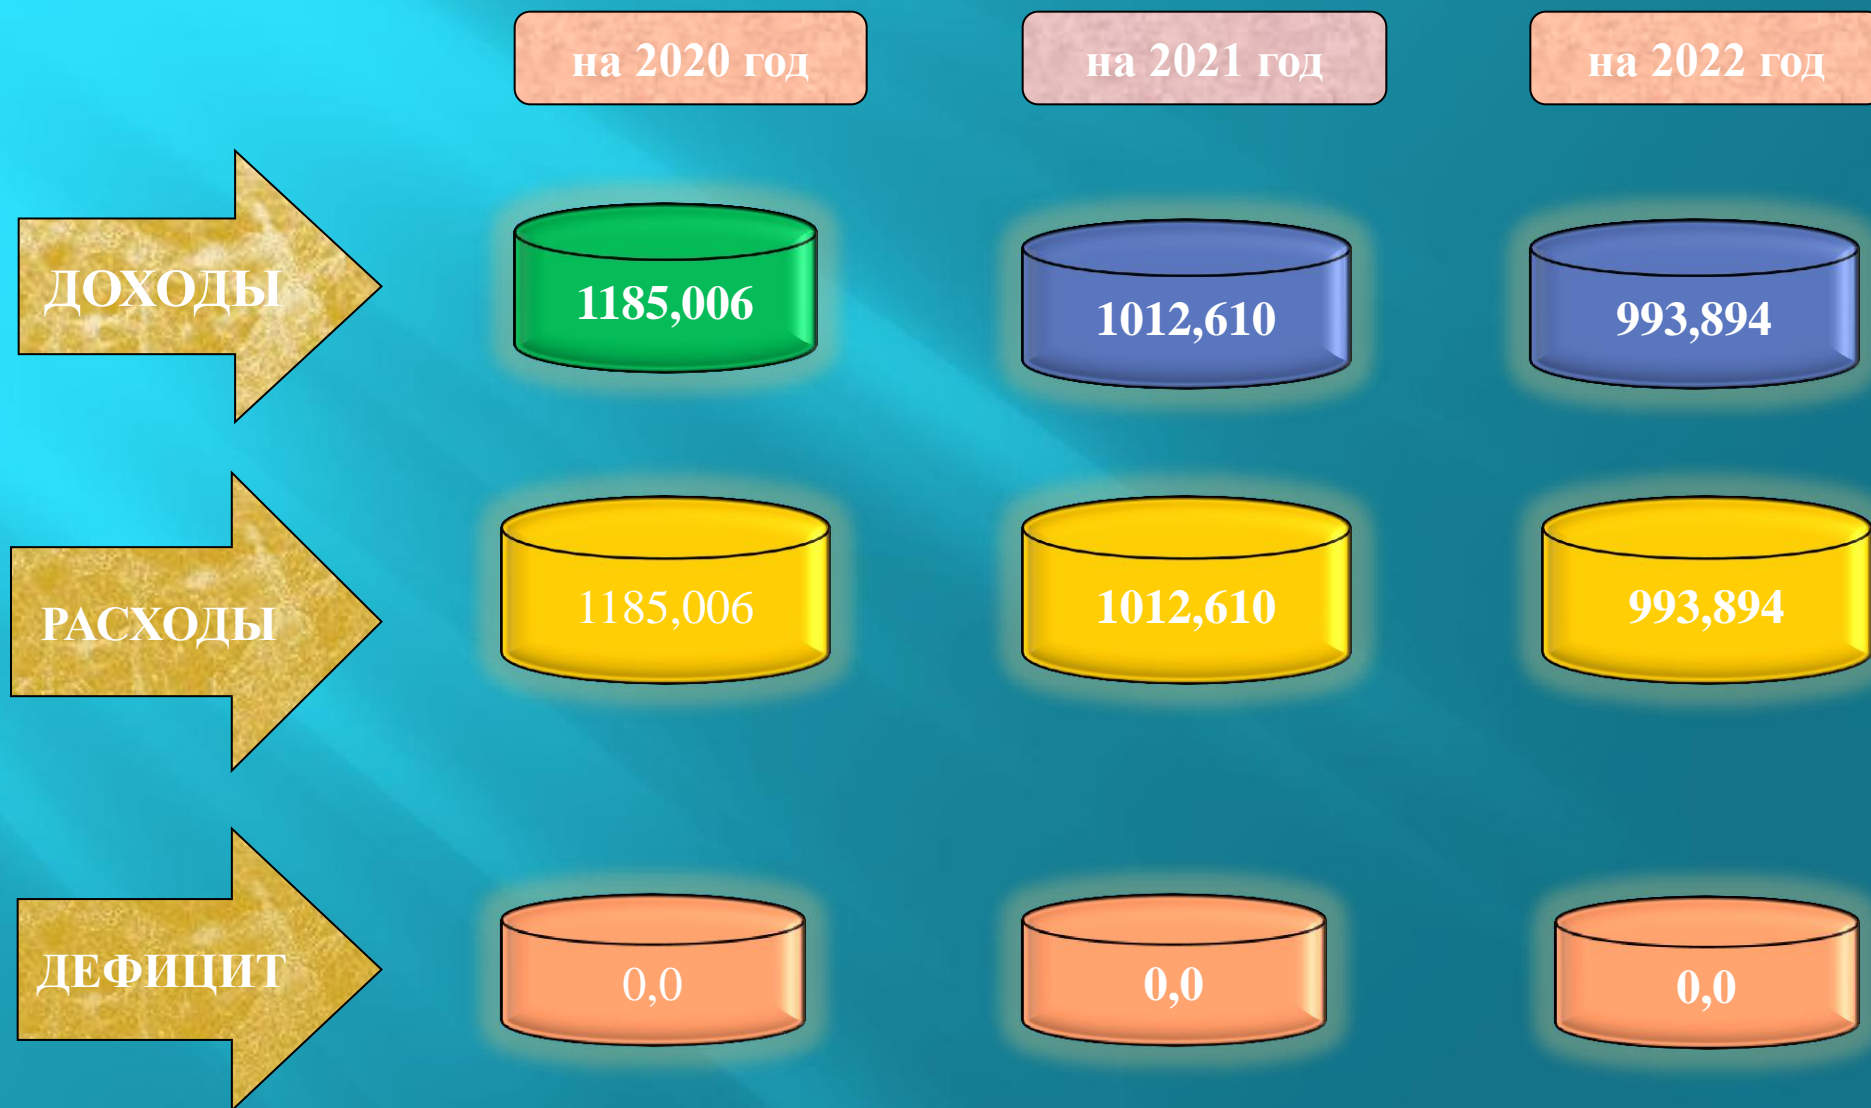 на 2020 год
на 2021 год
на 2022 год
ДОХОДЫ
1185,006
1012,610
993,894
РАСХОДЫ
1185,006
1012,610
993,894
ДЕФИЦИТ
0,0
0,0
0,0